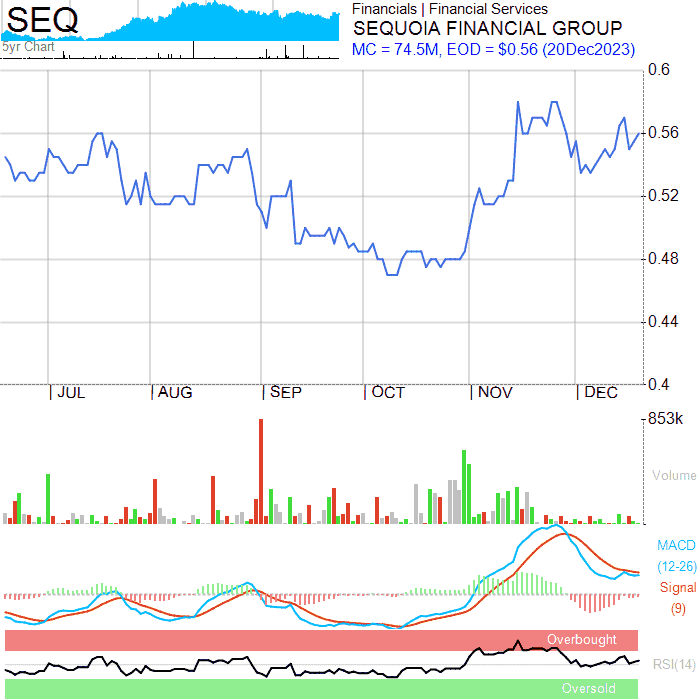 SEQ
5yr Chart
Financials | Financial Services
SEQUOIA FINANCIAL GROUP
MC = 74.5M, EOD = $0.56 (20Dec2023)
0.6
0.56
0.52
0.48
0.44
0.4
JUL
AUG
SEP
OCT
NOV
DEC
853k
Volume
MACD
(12-26)
Signal
(9)
Overbought
RSI(14)
Oversold